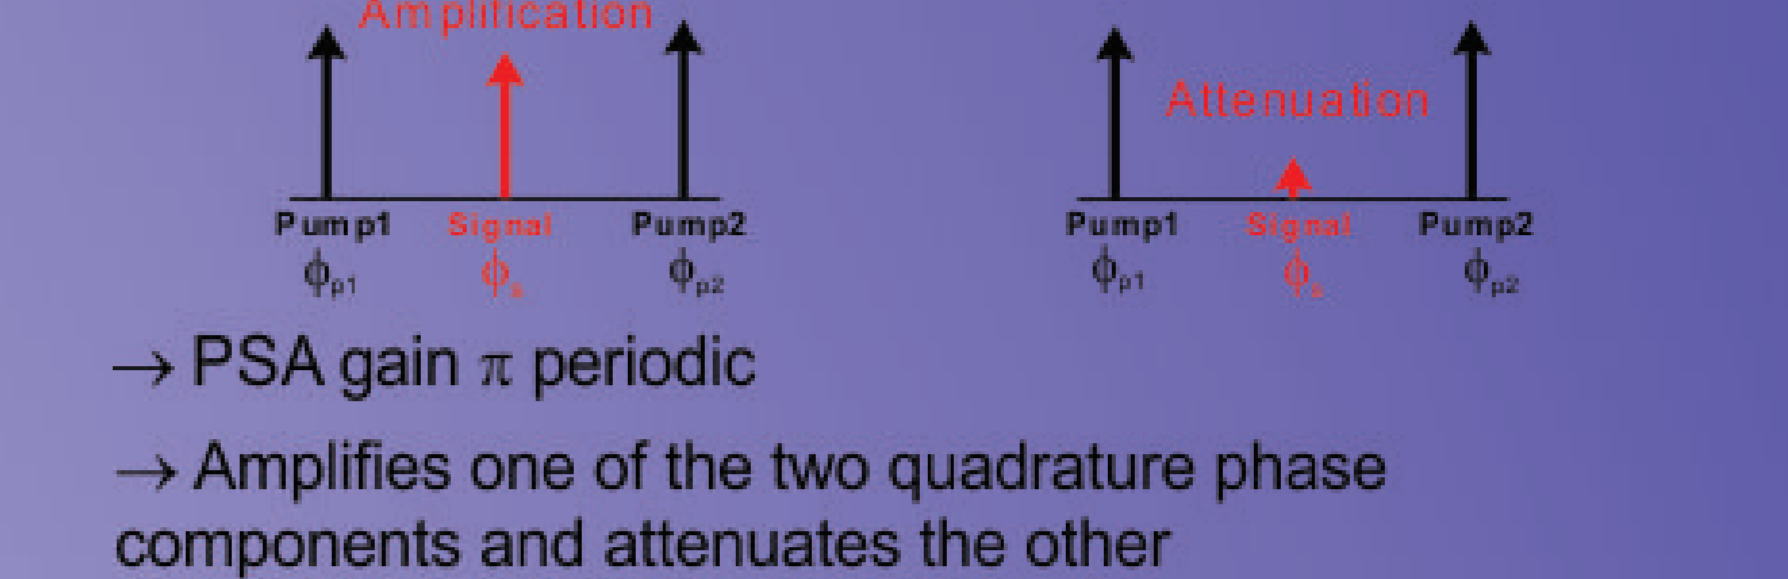 Amplification
Attenuation
Pump1 Signal Pump2 Pump1 Signal Pump2
ϕp1 ϕs ϕp2 ϕp1 ϕs ϕp2
→ PSA gain π periodic
→ Amplifies one of the two quadrature phase
components and attenuates the other